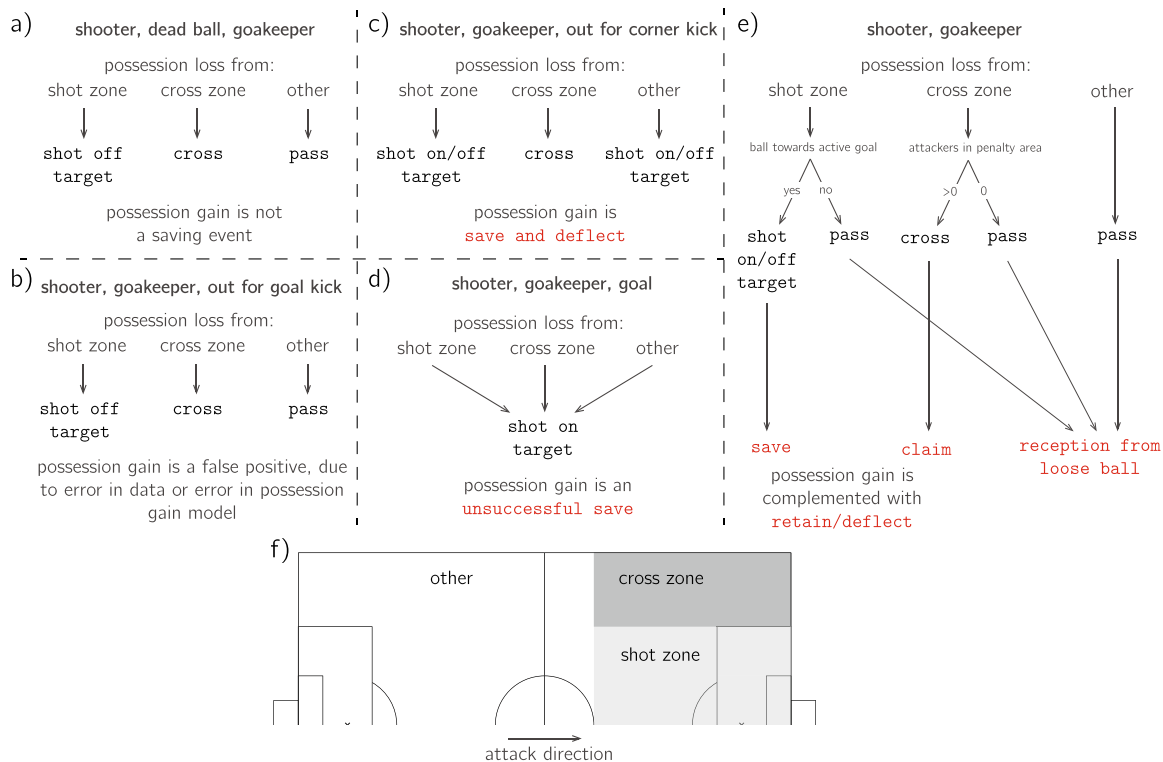 a)
shooter, dead ball, goakeeper
possession loss from:
shot zone cross zone other
shot off target
cross
pass
possession gain is not
a saving event
b)
shooter, goakeeper, out for goal kick
possession loss from:
shot zone cross zone other
shot off target
cross
pass
possession gain is a false positive, due
to error in data or error in possession
gain model
c)
shooter, goakeeper, out for corner kick
possession loss from:
shot zone cross zone other
shot on/off target
cross
shot on/off target
possession gain is
save and deflect
d)
shooter, goakeeper, goal
possession loss from:
shot zone cross zone other
shot on
target
possession gain is an
unsuccessful save
e)
shooter, goakeeper
possession loss from:
shot zone cross zone other
ball towards active goal
attackers in penalty area
yes no >0 0
shot
on/off
target
pass
cross
pass
pass
save
claim
reception from
loose ball
possession gain is
complemented with
retain/deflect
f)
other
cross zone
shot zone
attack direction